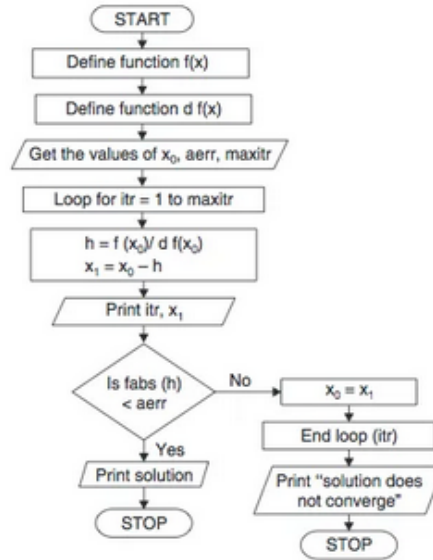 START
Define function f(x)
Define function d f(x)
Get the values of x₀, aerr, maxitr
Loop for itr = 1 to maxitr
h = f (x₀)/ d f(x₀)
x₁ = x₀ – h
Print itr, x₁
Is fabs (h)
< aerr
No
x₀ = x₁
End loop (itr)
Yes
Print solution
Print “solution does
not converge”
STOP
STOP